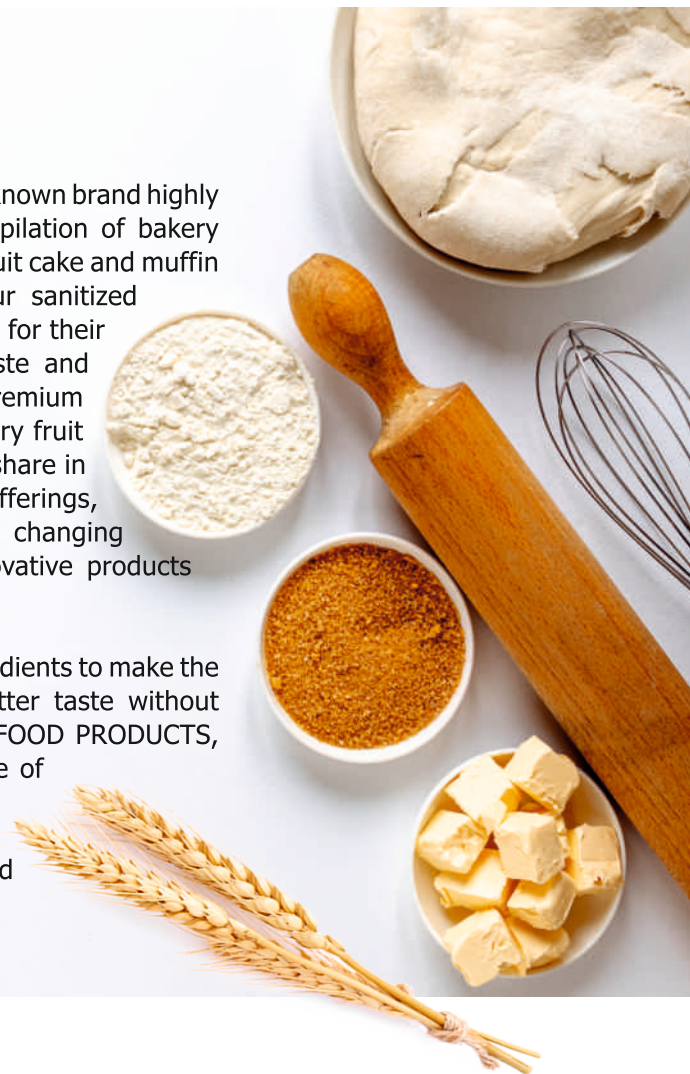 nown brand highly
pilation of bakery
uit cake and muffin
ur sanitized
for their
ste and
remium
ry fruit
share in
fferings,
changing
ovative products
dients to make the
tter taste without
FOOD PRODUCTS,
e of
d